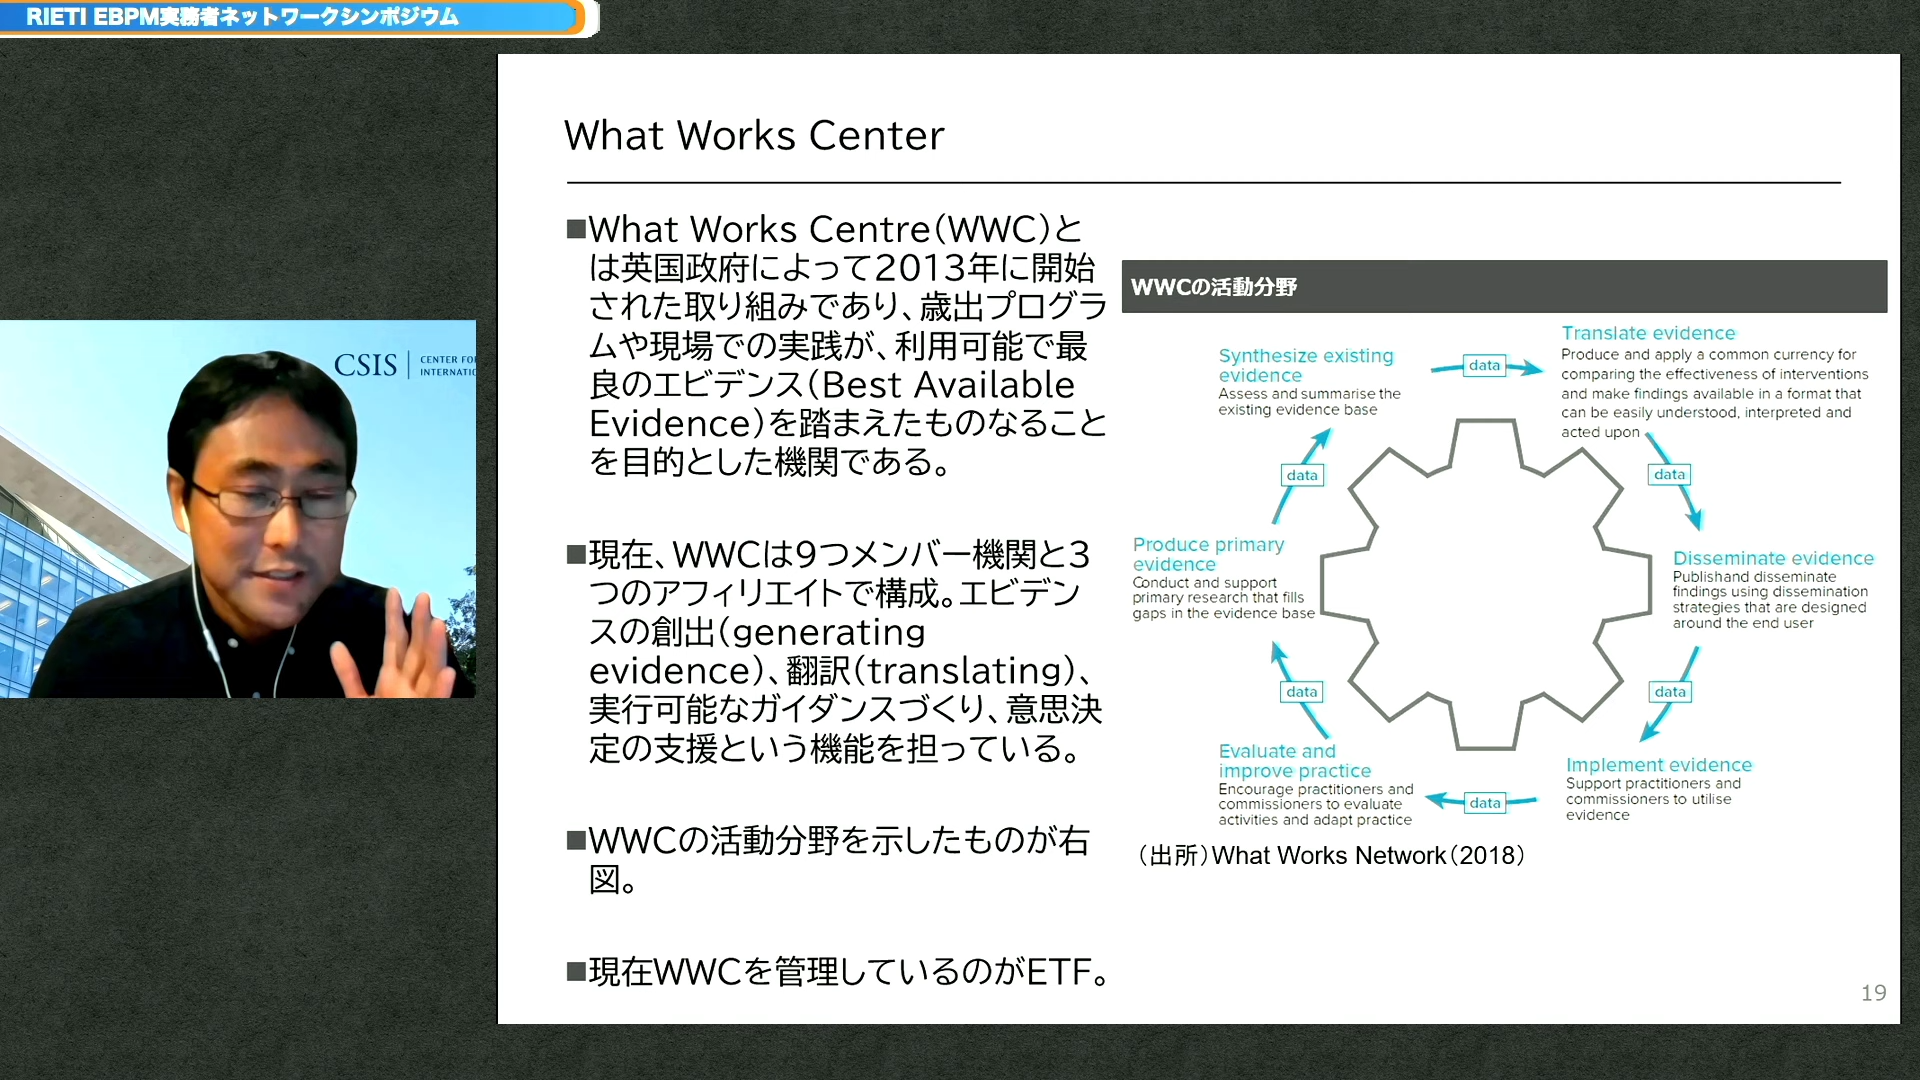 RIETI EBPM実務者ネットワークシンポジウム
CSIS
CENTER FO
INTERNATIO
What Works Center
■What Works Centre(WWC)と
は英国政府によって2013年に開始
された取り組みであり、歳出プログラ
ムや現場での実践が、利用可能で最
良のエビデンス(Best Available
Evidence)を踏まえたものなること
を目的とした機関である。
■現在、WWCは9つメンバー機関と3
つのアフィリエイトで構成。エビデン
スの創出(generating
evidence)、翻訳(translating)、
実行可能なガイダンスづくり、意思決
定の支援という機能を担っている。
■WWCの活動分野を示したものが右
図。
■現在WWCを管理しているのがETF。
WWCの活動分野
Synthesize existing
evidence
Assess and summarise the
existing evidence base
data
Translate evidence
Produce and apply a common currency for
comparing the effectiveness of interventions
and make findings available in a format that
can be easily understood, interpreted and
acted upon
data
data
Produce primary
evidence
Conduct and support
primary research that fills
gaps in the evidence base
Disseminate evidence
Publishand disseminate
findings using dissemination
strategies that are designed
around the end user
data
data
Evaluate and
improve practice
Encourage practitioners and
commissioners to evaluate
activities and adapt practice
data
Implement evidence
Support practitioners and
commissioners to utilise
evidence
(出所)What Works Network(2018)
19